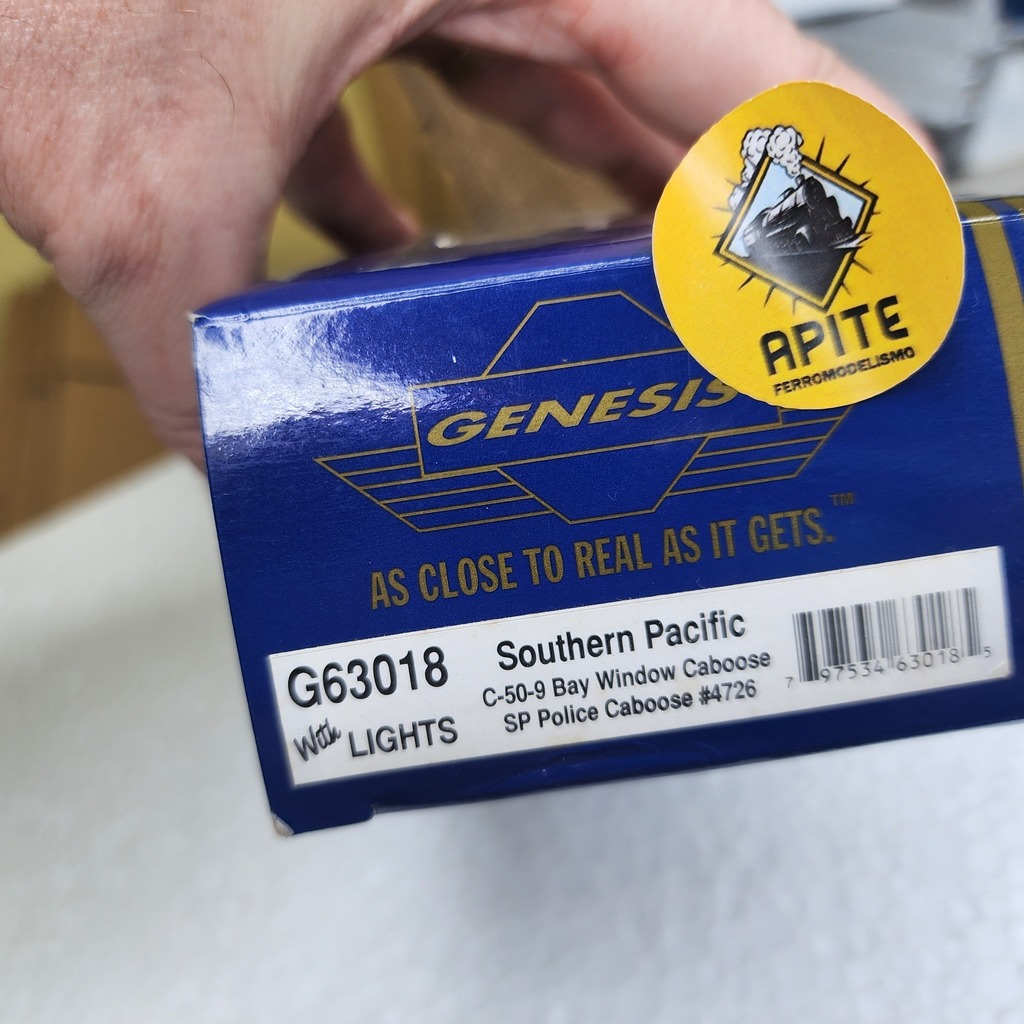 APITE
FERROMODELISMO
GENESIS
AS CLOSE TO REAL AS IT GETS.™
G63018
With LIGHTS
Southern Pacific
C-50-9 Bay Window Caboose
SP Police Caboose #4726
7 97534 63018 5